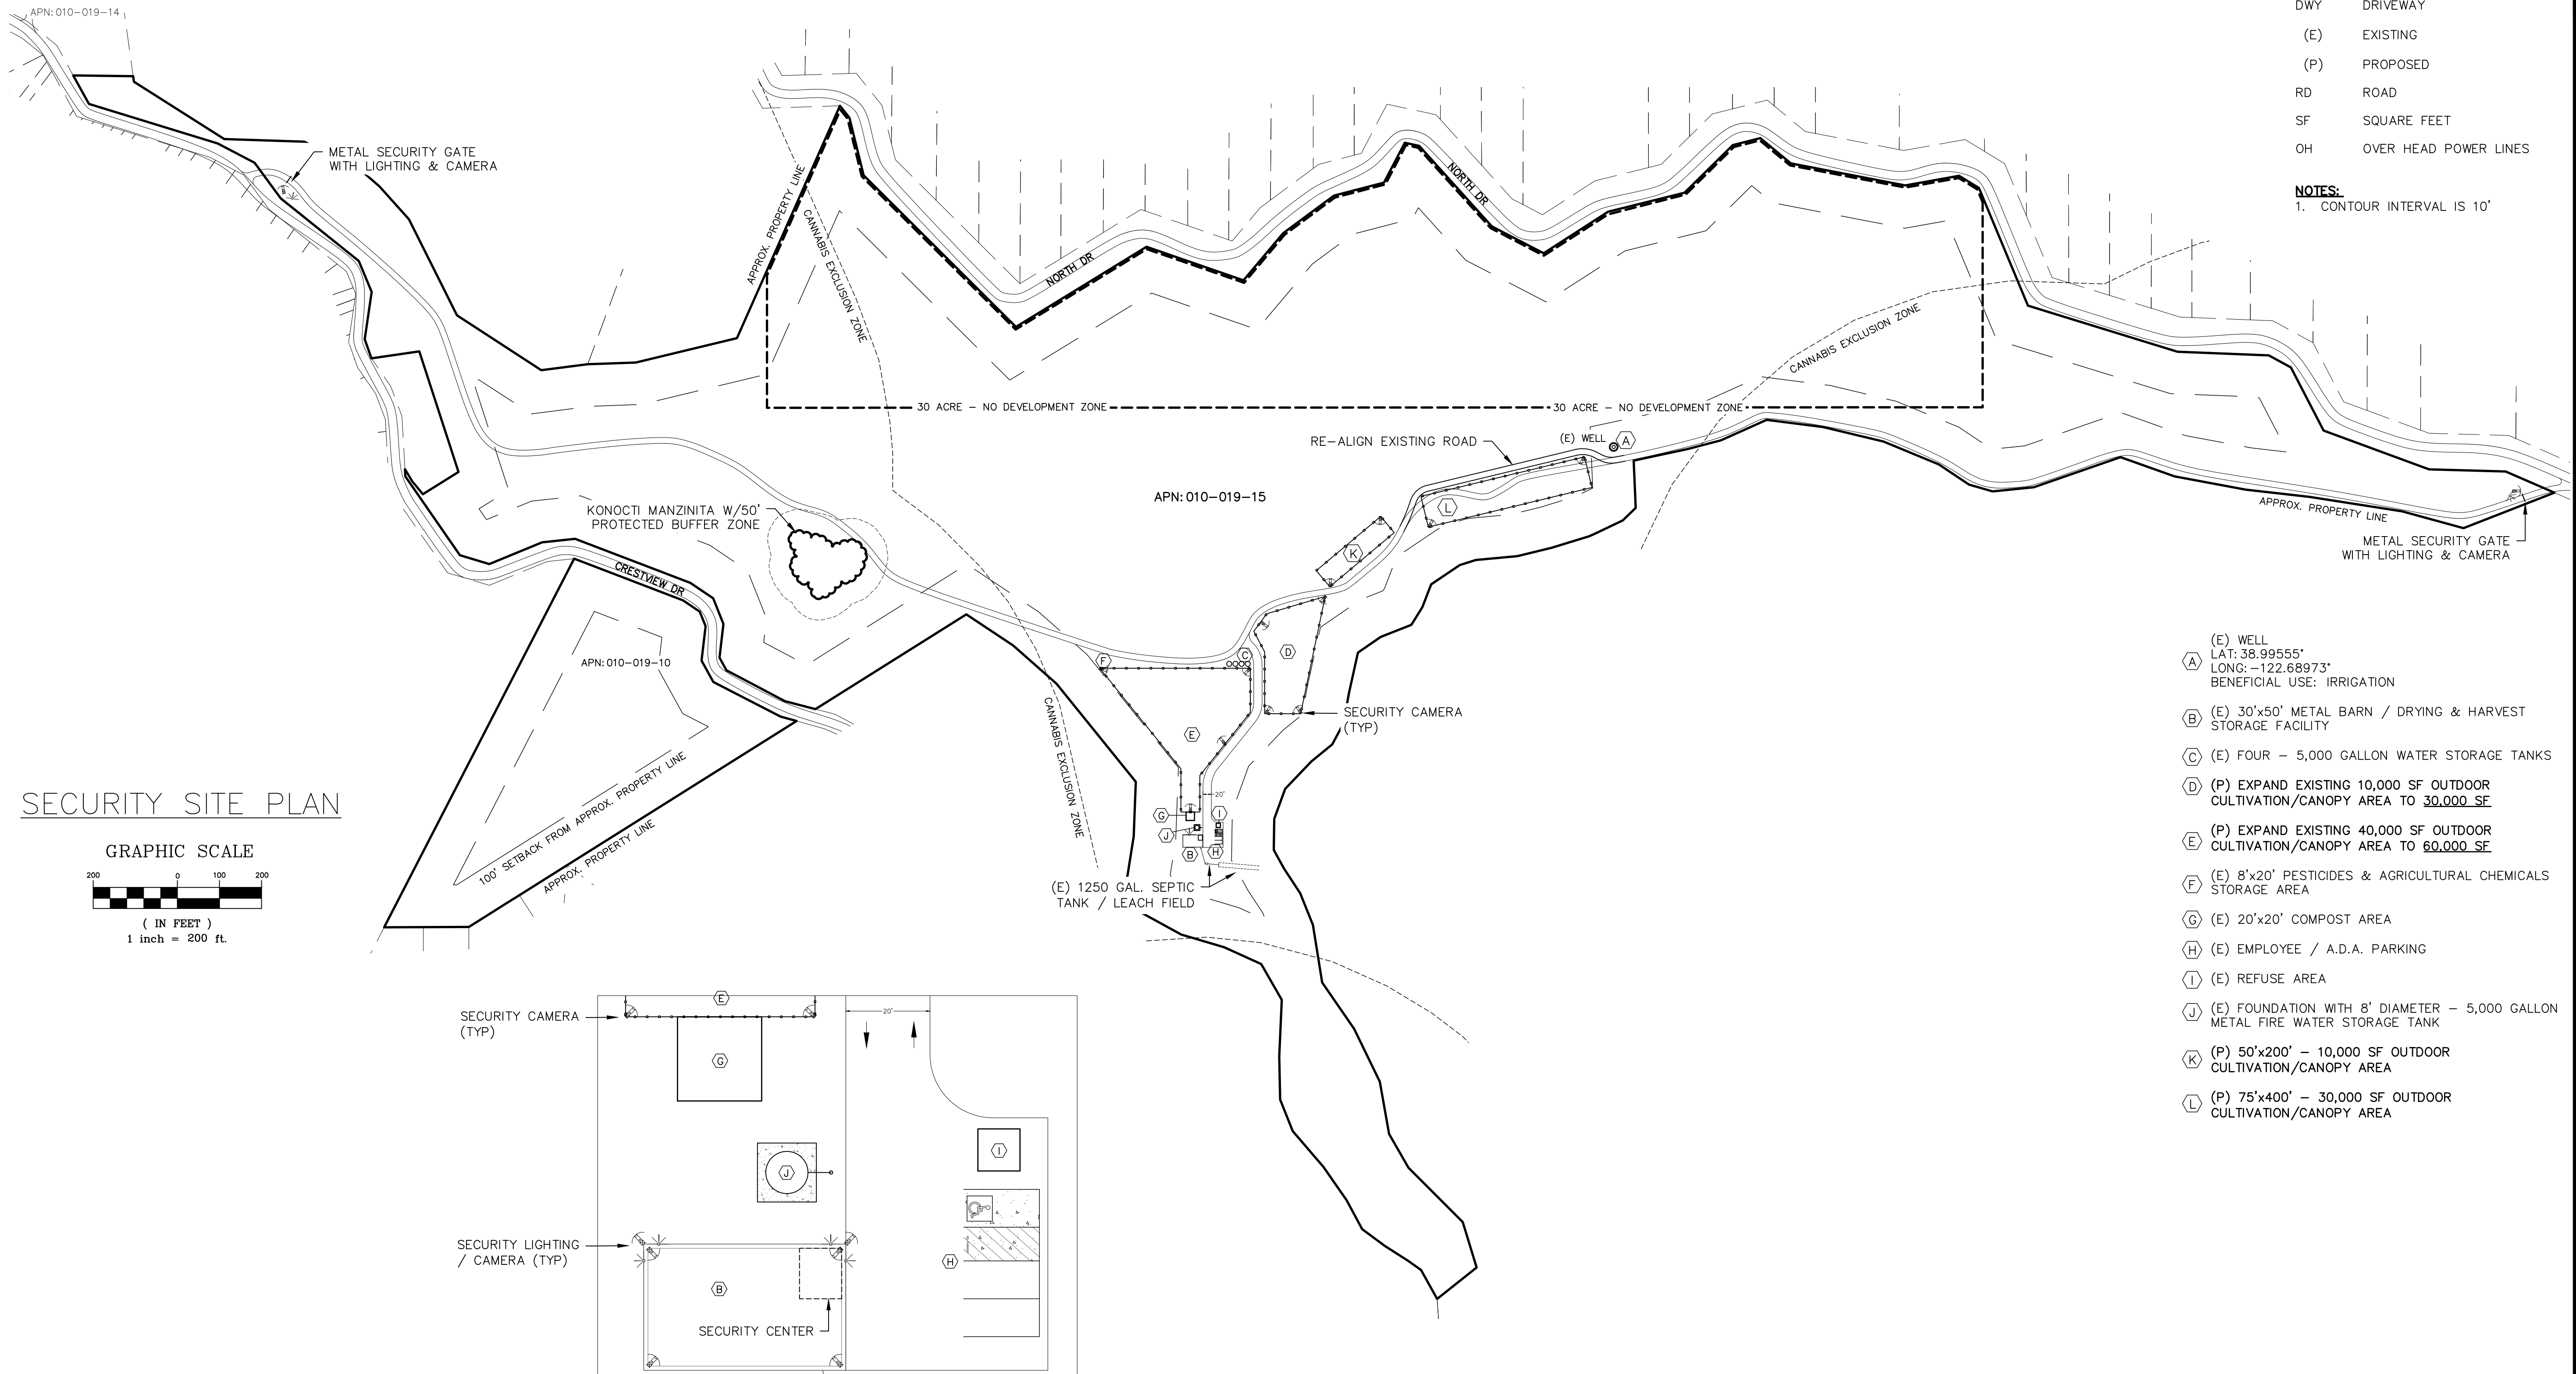 APN: 010-019-14
DWY DRIVEWAY
(E) EXISTING
(P) PROPOSED
RD ROAD
SF SQUARE FEET
OH OVER HEAD POWER LINES
NOTES:
1. CONTOUR INTERVAL IS 10'
METAL SECURITY GATE
WITH LIGHTING & CAMERA
APPROX. PROPERTY LINE
CANNABIS EXCLUSION ZONE
NORTH DR
NORTH DR
CANNABIS EXCLUSION ZONE
30 ACRE - NO DEVELOPMENT ZONE
30 ACRE - NO DEVELOPMENT ZONE
RE-ALIGN EXISTING ROAD
(E) WELL
A
APN: 010-019-15
L
K
APPROX. PROPERTY LINE
METAL SECURITY GATE
WITH LIGHTING & CAMERA
KONOCTI MANZINITA W/50'
PROTECTED BUFFER ZONE
CRESTVIEW DR
APN: 010-019-10
100' SETBACK FROM APPROX. PROPERTY LINE
APPROX. PROPERTY LINE
F
C
D
E
SECURITY CAMERA
(TYP)
CANNABIS EXCLUSION ZONE
20'
G
I
J
B
H
(E) 1250 GAL. SEPTIC
TANK / LEACH FIELD
SECURITY SITE PLAN
GRAPHIC SCALE
200 0 100 200
( IN FEET )
1 inch = 200 ft.
A
(E) WELL
LAT: 38.99555°
LONG: -122.68973°
BENEFICIAL USE: IRRIGATION
B (E) 30'x50' METAL BARN / DRYING & HARVEST
STORAGE FACILITY
C (E) FOUR - 5,000 GALLON WATER STORAGE TANKS
D (P) EXPAND EXISTING 10,000 SF OUTDOOR
CULTIVATION/CANOPY AREA TO 30,000 SF
E (P) EXPAND EXISTING 40,000 SF OUTDOOR
CULTIVATION/CANOPY AREA TO 60,000 SF
F (E) 8'x20' PESTICIDES & AGRICULTURAL CHEMICALS
STORAGE AREA
G (E) 20'x20' COMPOST AREA
H (E) EMPLOYEE / A.D.A. PARKING
I (E) REFUSE AREA
J (E) FOUNDATION WITH 8' DIAMETER - 5,000 GALLON
METAL FIRE WATER STORAGE TANK
K (P) 50'x200' - 10,000 SF OUTDOOR
CULTIVATION/CANOPY AREA
L (P) 75'x400' - 30,000 SF OUTDOOR
CULTIVATION/CANOPY AREA
E
SECURITY CAMERA
(TYP)
20'
G
I
J
SECURITY LIGHTING
/ CAMERA (TYP)
H
B
SECURITY CENTER